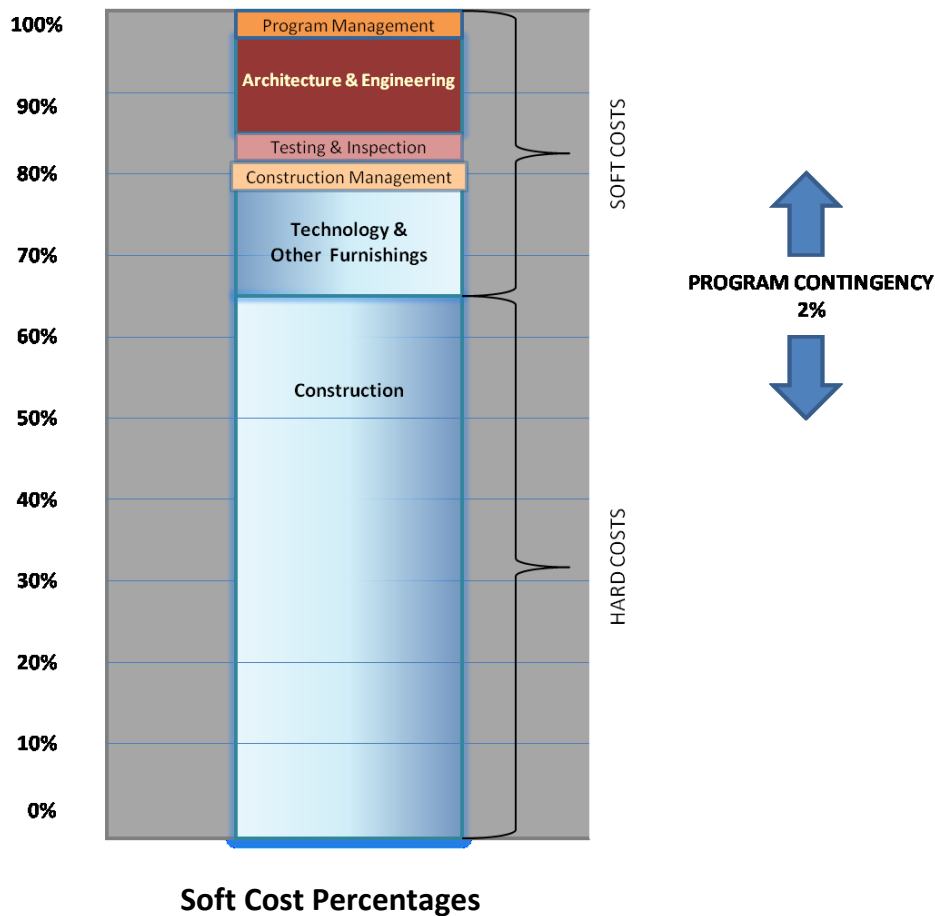 100%
90%
80%
70%
60%
50%
40%
30%
20%
10%
0%
Program Management
Architecture & Engineering
Testing & Inspection
Construction Management
Technology &
Other Furnishings
Construction
SOFT COSTS
HARD COSTS
PROGRAM CONTINGENCY
2%
Soft Cost Percentages